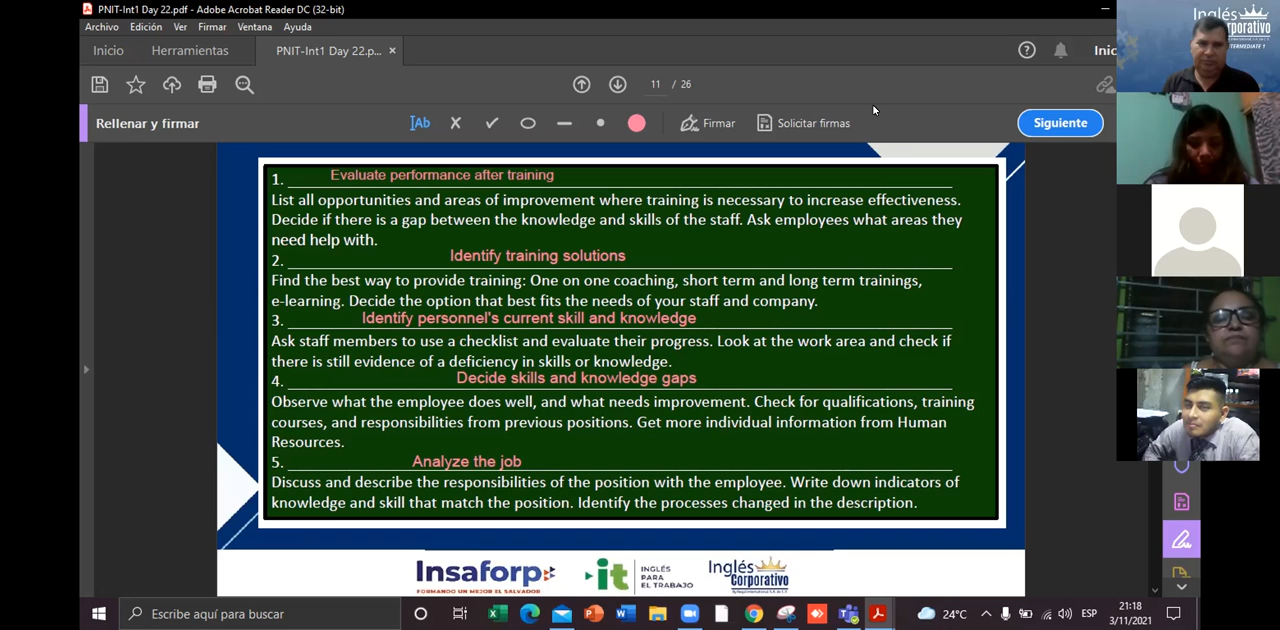 PNIT-Int1 Day 22.pdf - Adobe Acrobat Reader DC (32-bit)
Archivo Edición Ver Firmar Ventana Ayuda
Inicio Herramientas PNIT-Int1 Day 22.p... × Inic
11 / 26
Rellenar y firmar
Ab Firmar Solicitar firmas Siguiente
1. Evaluate performance after training
List all opportunities and areas of improvement where training is necessary to increase effectiveness.
Decide if there is a gap between the knowledge and skills of the staff. Ask employees what areas they
need help with.
2. Identify training solutions
Find the best way to provide training: One on one coaching, short term and long term trainings,
e-learning. Decide the option that best fits the needs of your staff and company.
3. Identify personnel's current skill and knowledge
Ask staff members to use a checklist and evaluate their progress. Look at the work area and check if
there is still evidence of a deficiency in skills or knowledge.
4. Decide skills and knowledge gaps
Observe what the employee does well, and what needs improvement. Check for qualifications, training
courses, and responsibilities from previous positions. Get more individual information from Human
Resources.
5. Analyze the job
Discuss and describe the responsibilities of the position with the employee. Write down indicators of
knowledge and skill that match the position. Identify the processes changed in the description.
Insaforp
FORMANDO UN MEJOR EL SALVADOR
it
INGLÉS
PARA
EL TRABAJO
Inglés
Corporativo
Inglés
orporativo
TERMEDIATE 1
Escribe aquí para buscar
24°C
ESP
21:18
3/11/2021